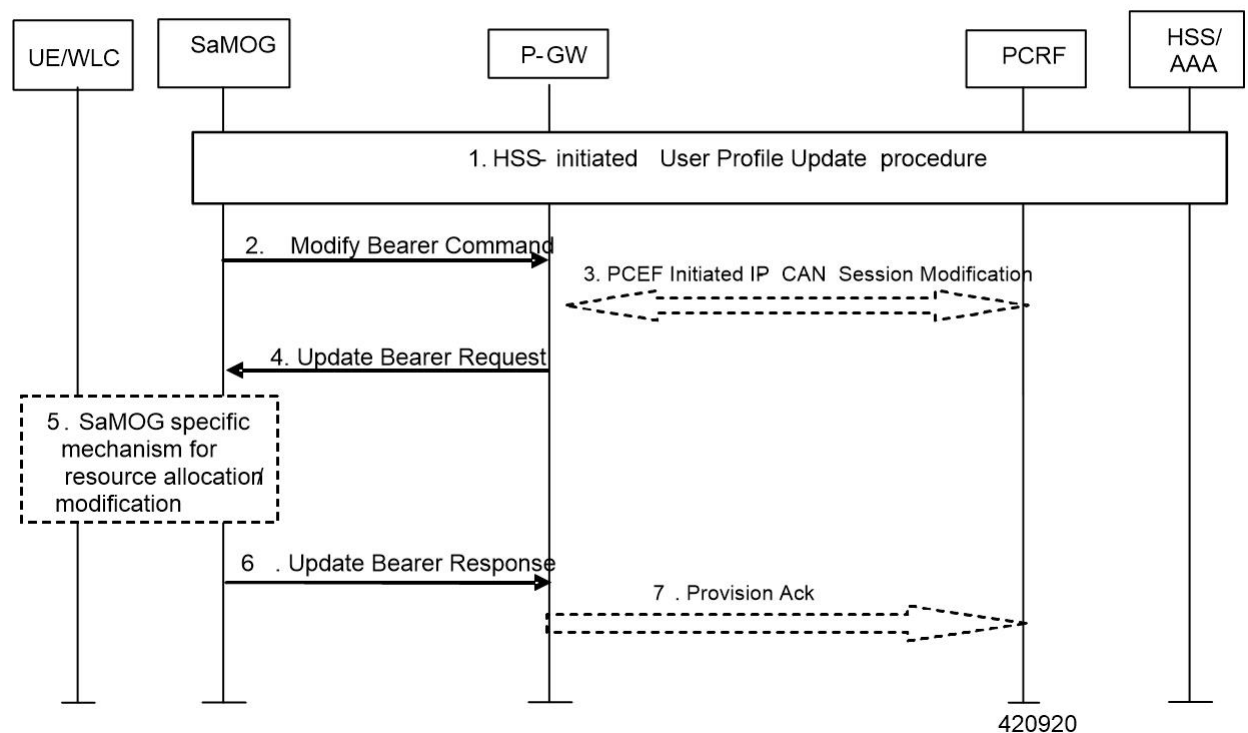 UE/WLC
SaMOG
P-GW
PCRF
HSS/
AAA
1. HSS- initiated User Profile Update procedure
2. Modify Bearer Command
3. PCEF Initiated IP CAN Session Modification
4. Update Bearer Request
5. SaMOG specific
mechanism for
resource allocation/
modification
6 . Update Bearer Response
7 . Provision Ack
420920